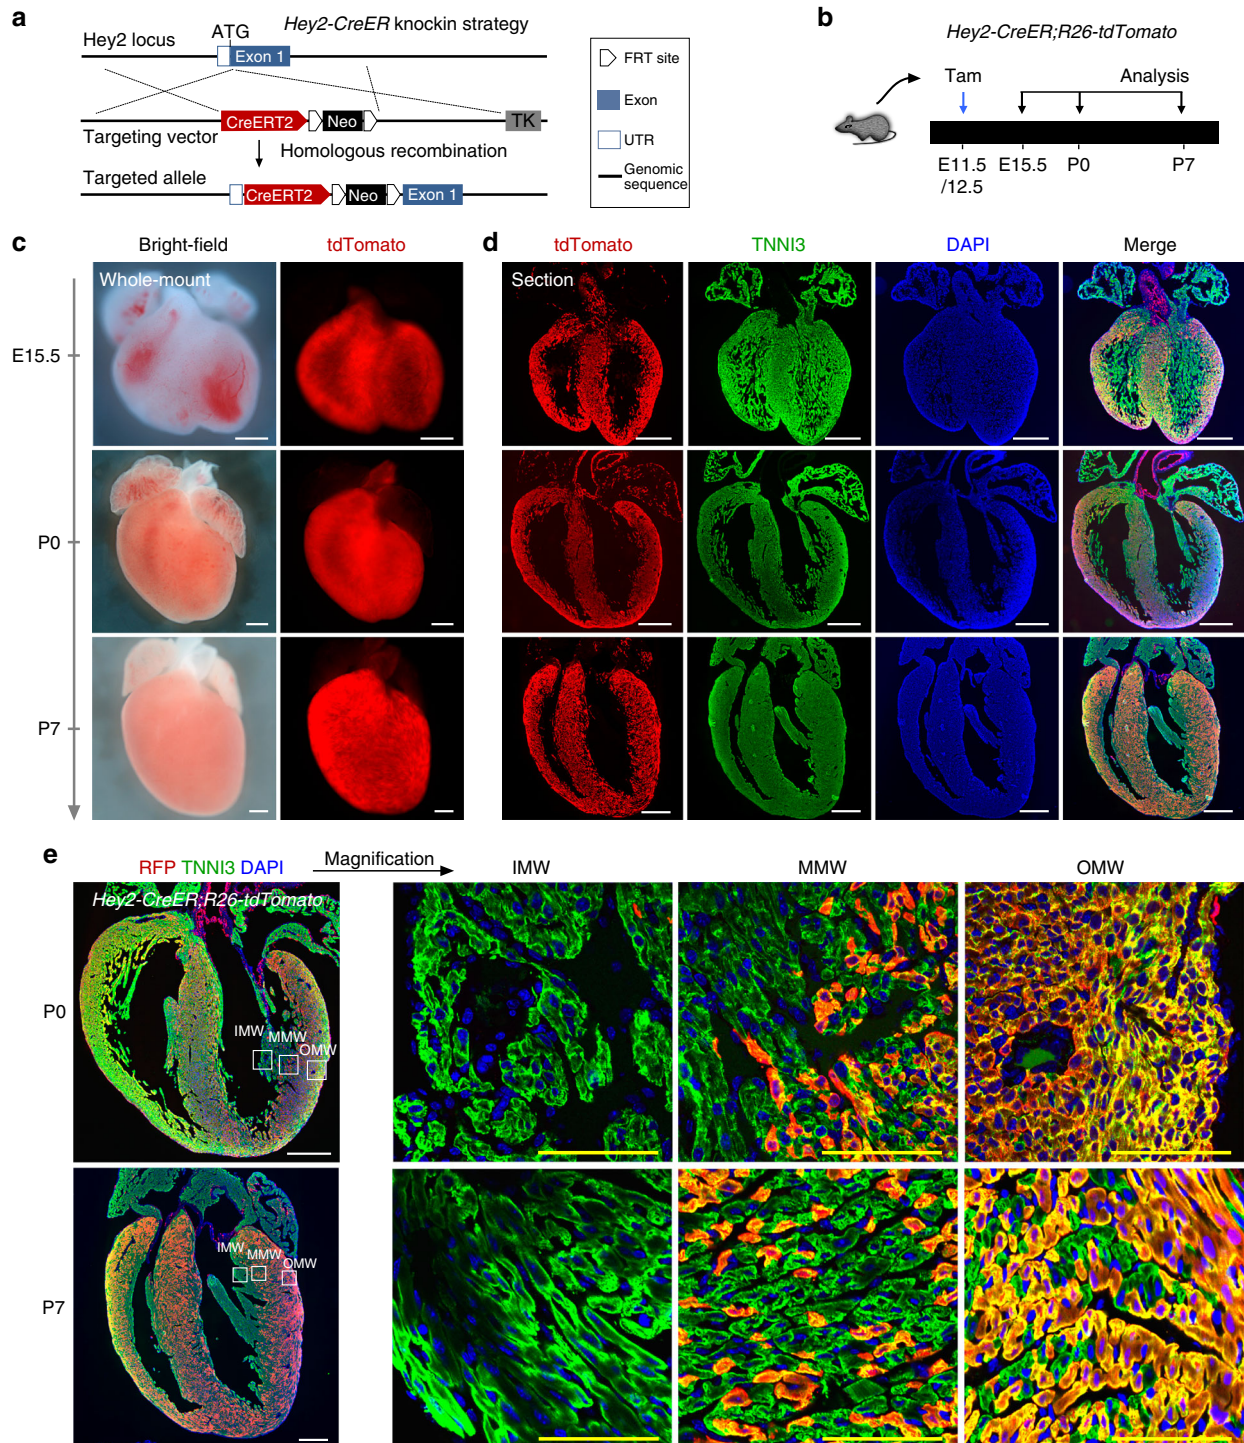 a
Hey2-CreER knockin strategy
Hey2 locus
ATG
Exon 1
CreERT2
Neo
TK
Targeting vector
Homologous recombination
Targeted allele
CreERT2
Neo
Exon 1
FRT site
Exon
UTR
Genomic
sequence
b
Hey2-CreER;R26-tdTomato
Tam
Analysis
E11.5
/12.5
E15.5
P0
P7
c
Bright-field
tdTomato
Whole-mount
E15.5
P0
P7
d
tdTomato
TNNI3
DAPI
Merge
Section
e
RFP TNNI3 DAPI
Magnification
IMW
MMW
OMW
Hey2-CreER;R26-tdTomato
P0
IMW
MMW
OMW
P7
IMW
MMW
OMW